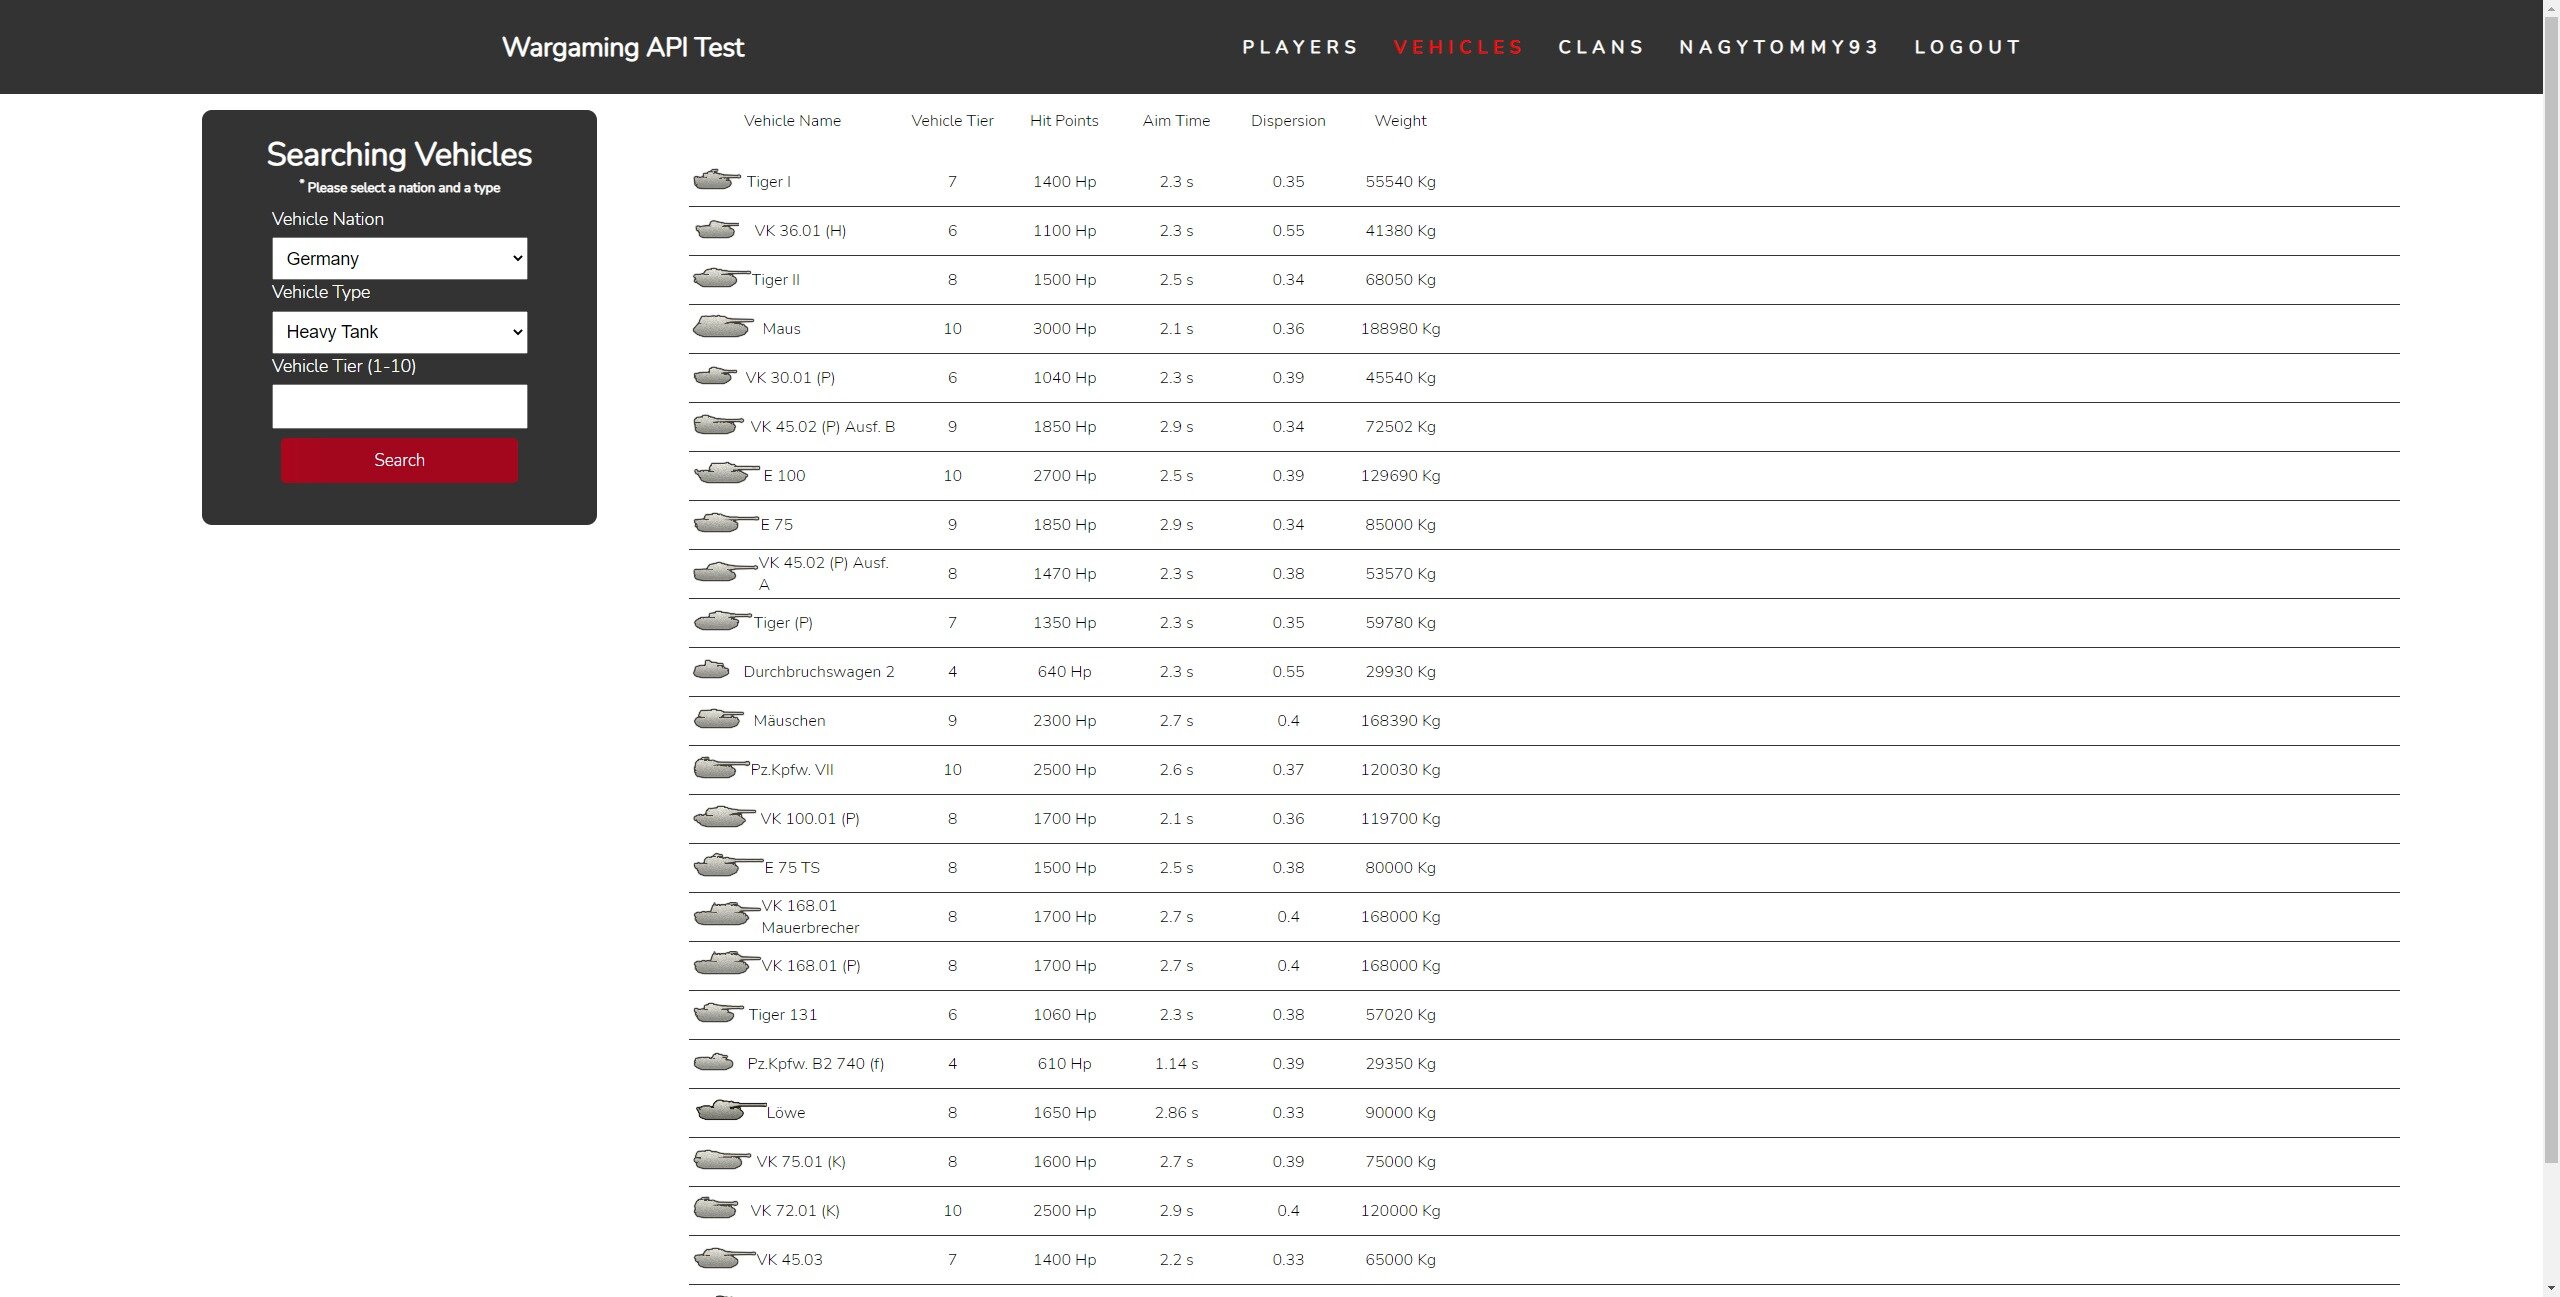 Wargaming API Test
PLAYERS VEHICLES CLANS NAGYTOMMY93 LOGOUT
Searching Vehicles
* Please select a nation and a type
Vehicle Nation
Germany
Vehicle Type
Heavy Tank
Vehicle Tier (1-10)
Search
Vehicle Name Vehicle Tier Hit Points Aim Time Dispersion Weight
Tiger I 7 1400 Hp 2.3 s 0.35 55540 Kg
VK 36.01 (H) 6 1100 Hp 2.3 s 0.55 41380 Kg
Tiger II 8 1500 Hp 2.5 s 0.34 68050 Kg
Maus 10 3000 Hp 2.1 s 0.36 188980 Kg
VK 30.01 (P) 6 1040 Hp 2.3 s 0.39 45540 Kg
VK 45.02 (P) Ausf. B 9 1850 Hp 2.9 s 0.34 72502 Kg
E 100 10 2700 Hp 2.5 s 0.39 129690 Kg
E 75 9 1850 Hp 2.9 s 0.34 85000 Kg
VK 45.02 (P) Ausf.
A 8 1470 Hp 2.3 s 0.38 53570 Kg
Tiger (P) 7 1350 Hp 2.3 s 0.35 59780 Kg
Durchbruchswagen 2 4 640 Hp 2.3 s 0.55 29930 Kg
Mäuschen 9 2300 Hp 2.7 s 0.4 168390 Kg
Pz.Kpfw. VII 10 2500 Hp 2.6 s 0.37 120030 Kg
VK 100.01 (P) 8 1700 Hp 2.1 s 0.36 119700 Kg
E 75 TS 8 1500 Hp 2.5 s 0.38 80000 Kg
VK 168.01
Mauerbrecher 8 1700 Hp 2.7 s 0.4 168000 Kg
VK 168.01 (P) 8 1700 Hp 2.7 s 0.4 168000 Kg
Tiger 131 6 1060 Hp 2.3 s 0.38 57020 Kg
Pz.Kpfw. B2 740 (f) 4 610 Hp 1.14 s 0.39 29350 Kg
Löwe 8 1650 Hp 2.86 s 0.33 90000 Kg
VK 75.01 (K) 8 1600 Hp 2.7 s 0.39 75000 Kg
VK 72.01 (K) 10 2500 Hp 2.9 s 0.4 120000 Kg
VK 45.03 7 1400 Hp 2.2 s 0.33 65000 Kg